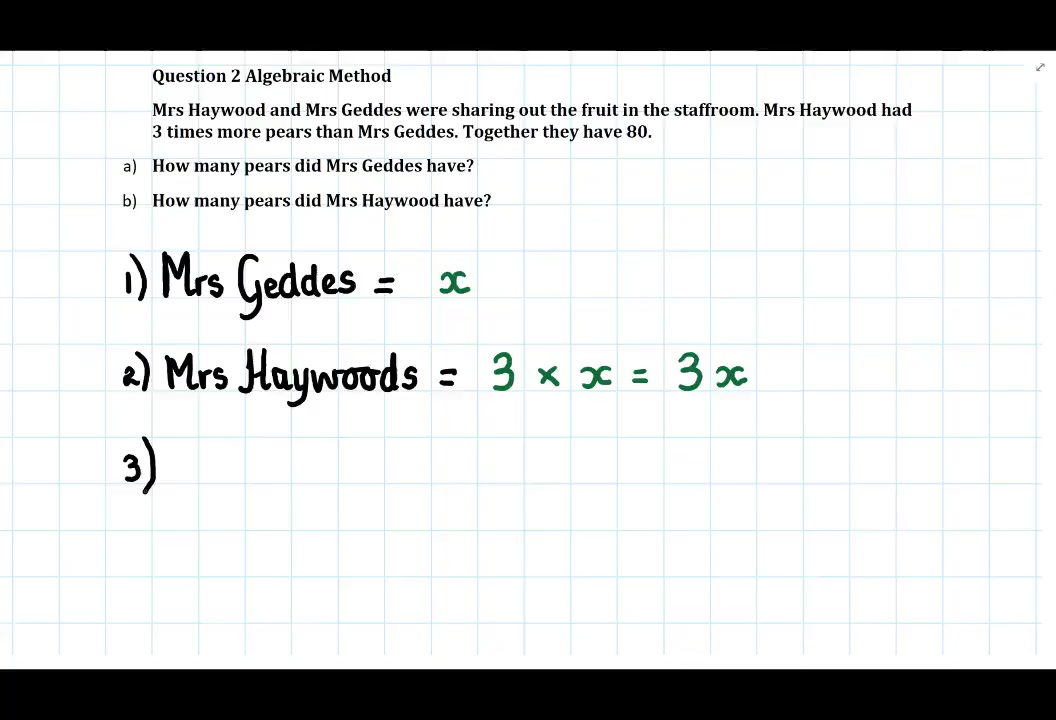 Question 2 Algebraic Method
Mrs Haywood and Mrs Geddes were sharing out the fruit in the staffroom. Mrs Haywood had
3 times more pears than Mrs Geddes. Together they have 80.
a) How many pears did Mrs Geddes have?
b) How many pears did Mrs Haywood have?
1) Mrs Geddes = x
2) Mrs Haywoods = 3 × x = 3x
3)